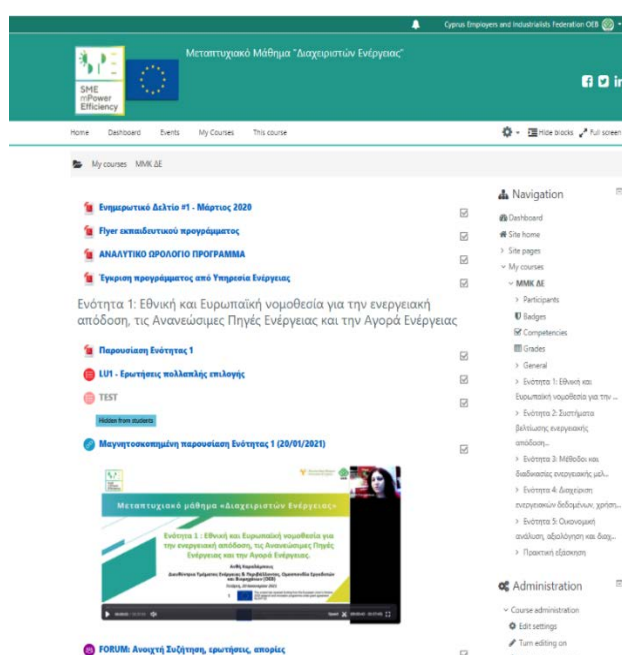 Cyprus Employers and Industrialists Federation OEB
Μεταπτυχιακό Μάθημα "Διαχειριστών Ενέργειας"
SME
mPower
Efficiency
Home Dashboard Events My Courses This course
Hide blocks Full screen
My courses ΜΜΚ ΔΕ
Ενημερωτικό Δελτίο #1 - Μάρτιος 2020
Flyer εκπαιδευτικού προγράμματος
ΑΝΑΛΥΤΙΚΟ ΩΡΟΛΟΓΙΟ ΠΡΟΓΡΑΜΜΑ
Έγκριση προγράμματος από Υπηρεσία Ενέργειας
Ενότητα 1: Εθνική και Ευρωπαϊκή νομοθεσία για την ενεργειακή
απόδοση, τις Ανανεώσιμες Πηγές Ενέργειας και την Αγορά Ενέργειας
Παρουσίαση Ενότητας 1
LU1 - Ερωτήσεις πολλαπλής επιλογής
TEST
Hidden from students
Μαγνητοσκοπημένη παρουσίαση Ενότητας 1 (20/01/2021)
Μεταπτυχιακό μάθημα «Διαχειριστών Ενέργειας»
Ενότητα 1 : Εθνική και Ευρωπαϊκή νομοθεσία για
την ενεργειακή απόδοση, τις Ανανεώσιμες Πηγές
Ενέργειας και την Αγορά Ενέργειας.
FORUM: Ανοιχτή Συζήτηση, ερωτήσεις, απορίες
Navigation
Dashboard
Site home
Site pages
My courses
ΜΜΚ ΔΕ
Participants
Badges
Competencies
Grades
General
Ενότητα 1: Εθνική και
Ευρωπαϊκή νομοθεσία για την ...
Ενότητα 2: Συστήματα
βελτίωσης ενεργειακής
απόδοση...
Ενότητα 3: Μέθοδοι και
διαδικασίες ενεργειακής μελ...
Ενότητα 4: Διαχείριση
ενεργειακών δεδομένων, χρήση...
Ενότητα 5: Οικονομική
ανάλυση, αξιολόγηση και διαχ...
Πρακτική εξάσκηση
Administration
Course administration
Edit settings
Turn editing on